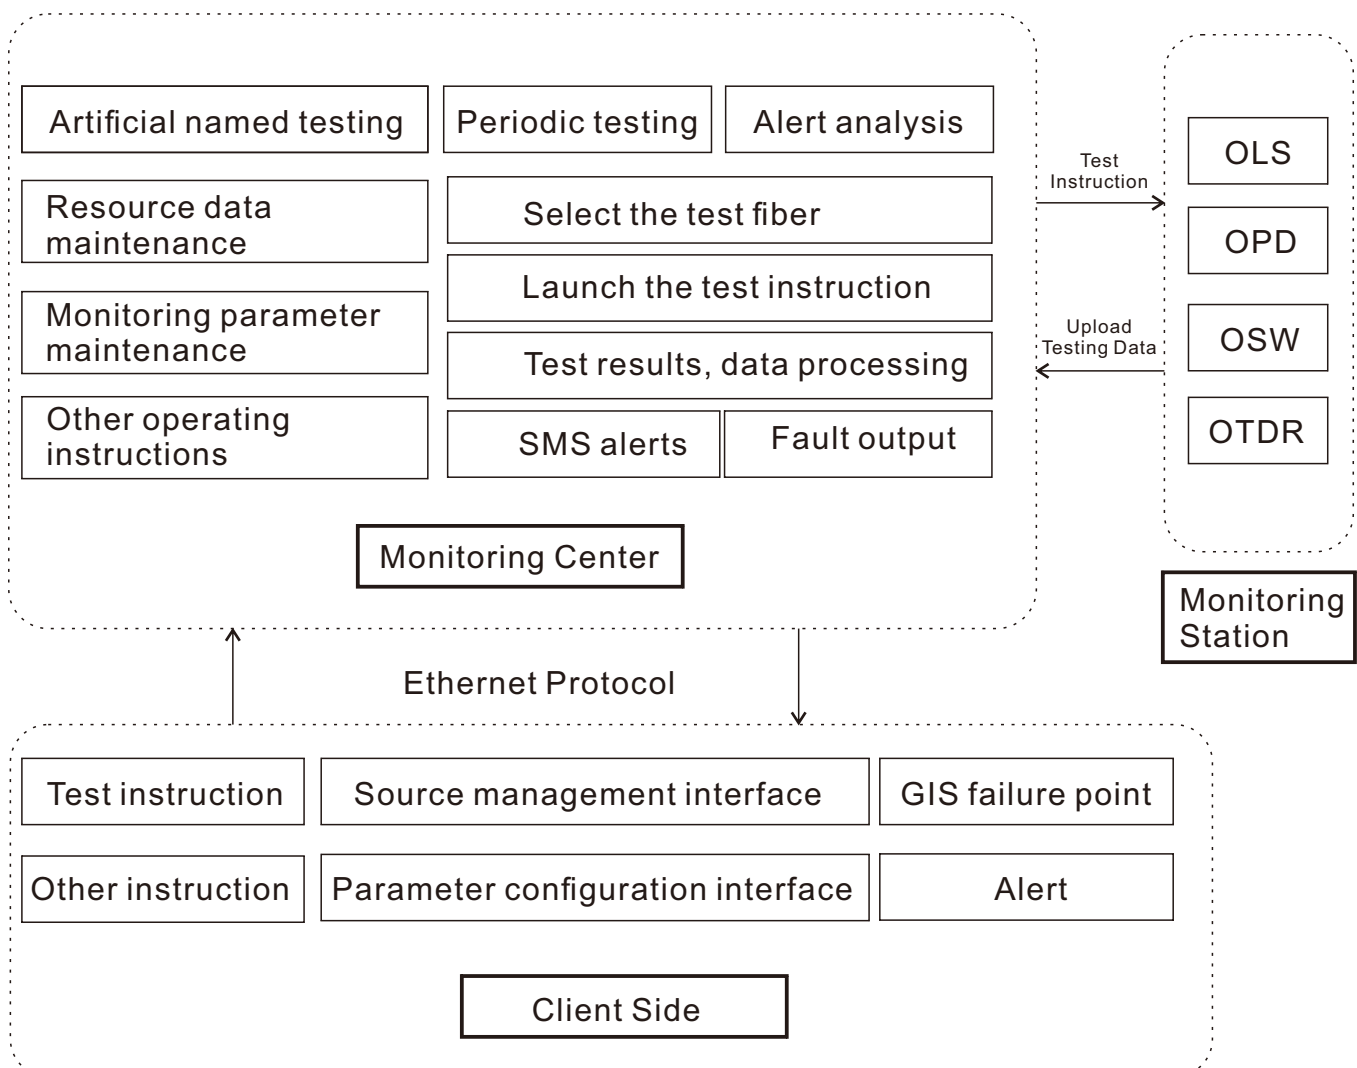 Artificial named testing
Periodic testing
Alert analysis
Resource data
maintenance
Monitoring parameter
maintenance
Other operating
instructions
Select the test fiber
Launch the test instruction
Test results, data processing
SMS alerts
Fault output
Monitoring Center
Test
Instruction
Upload
Testing Data
OLS
OPD
OSW
OTDR
Monitoring
Station
Ethernet Protocol
Test instruction
Source management interface
GIS failure point
Other instruction
Parameter configuration interface
Alert
Client Side